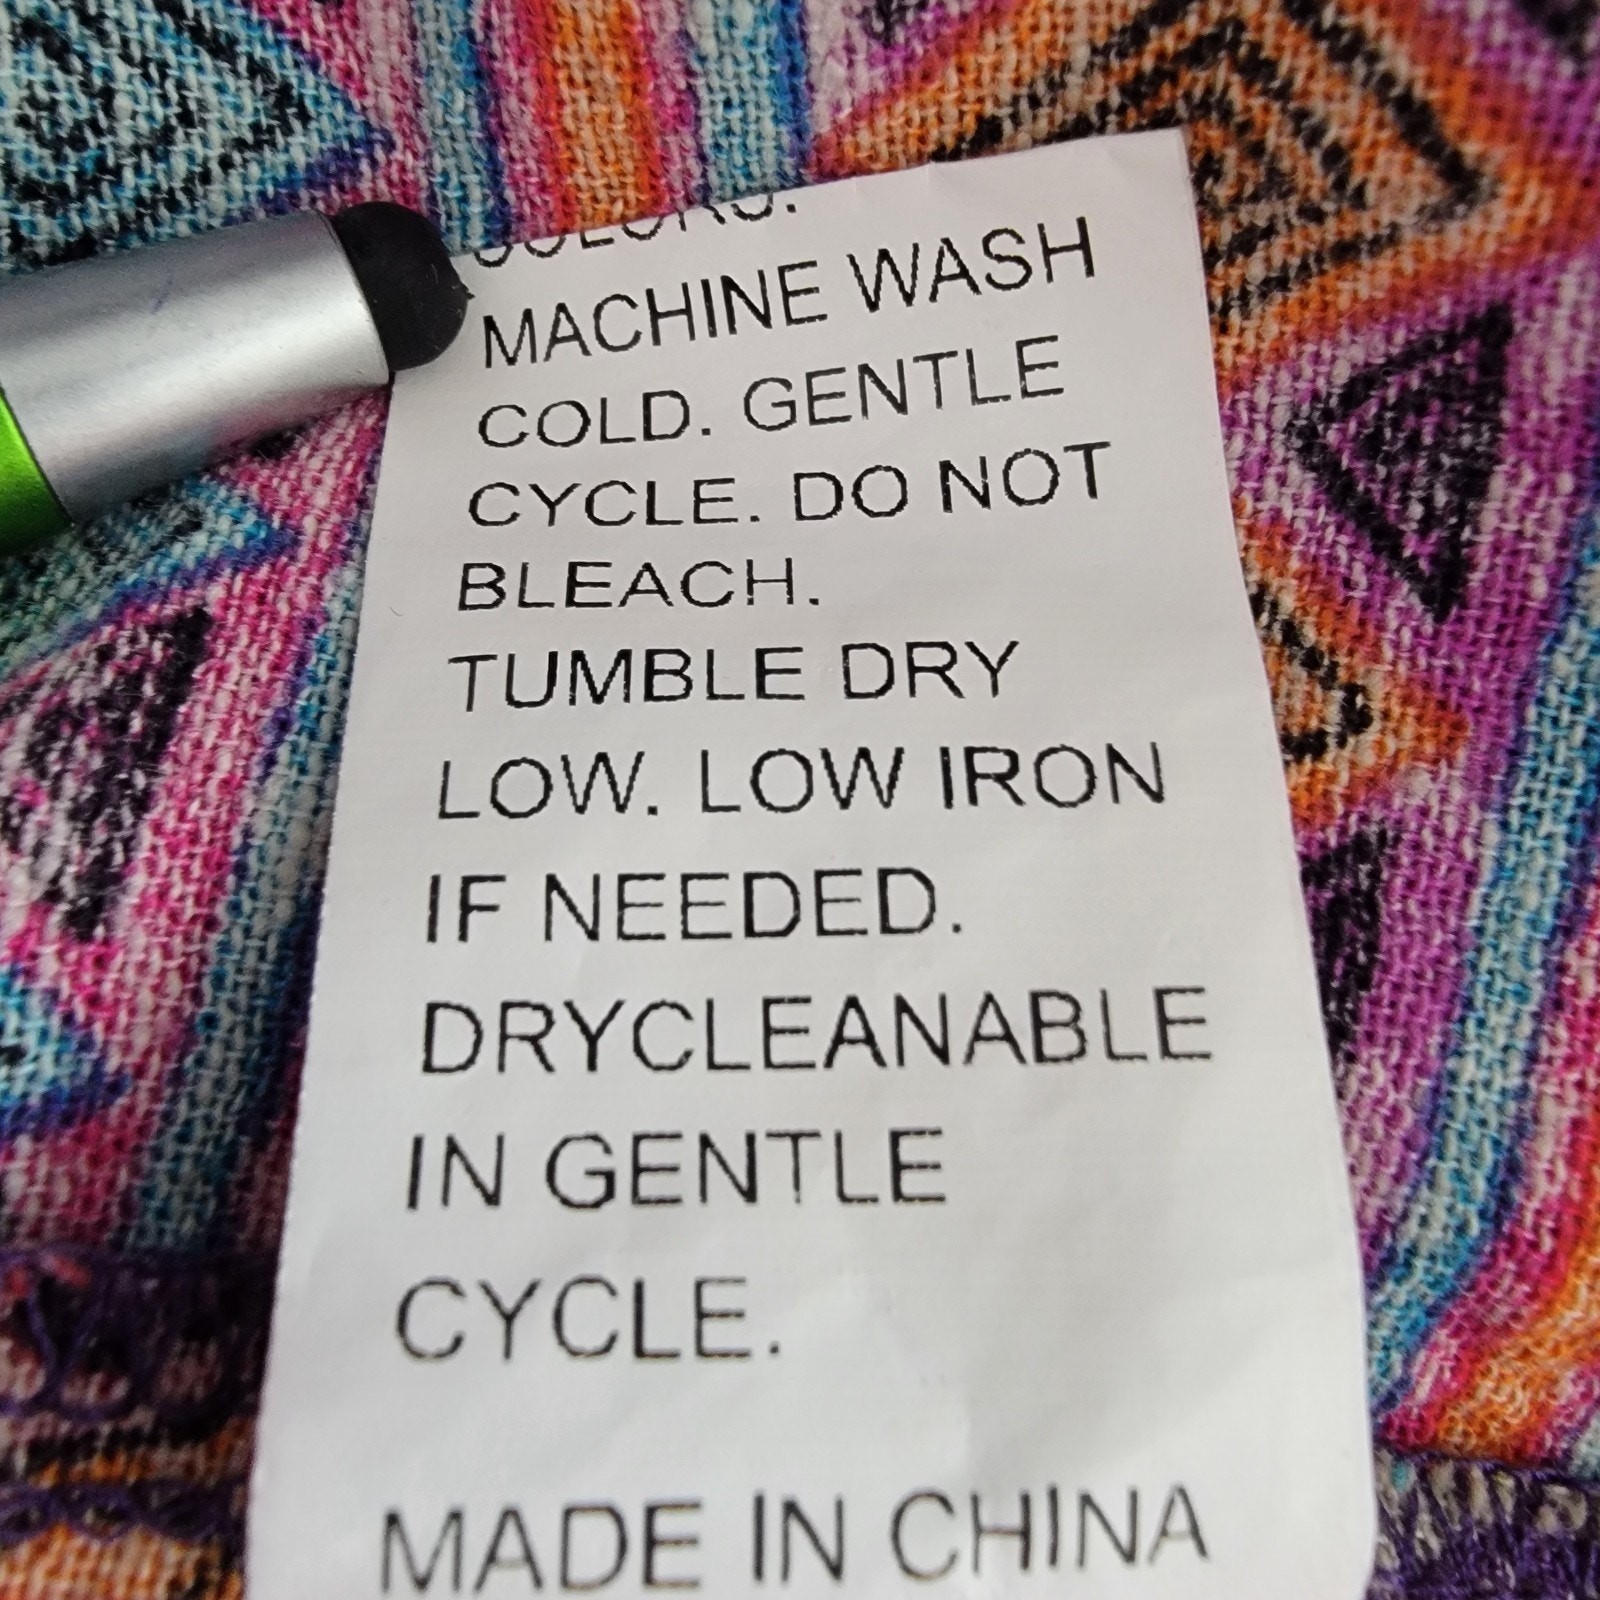 COLORS.
MACHINE WASH
COLD. GENTLE
CYCLE. DO NOT
BLEACH.
TUMBLE DRY
LOW. LOW IRON
IF NEEDED.
DRYCLEANABLE
IN GENTLE
CYCLE.
MADE IN CHINA